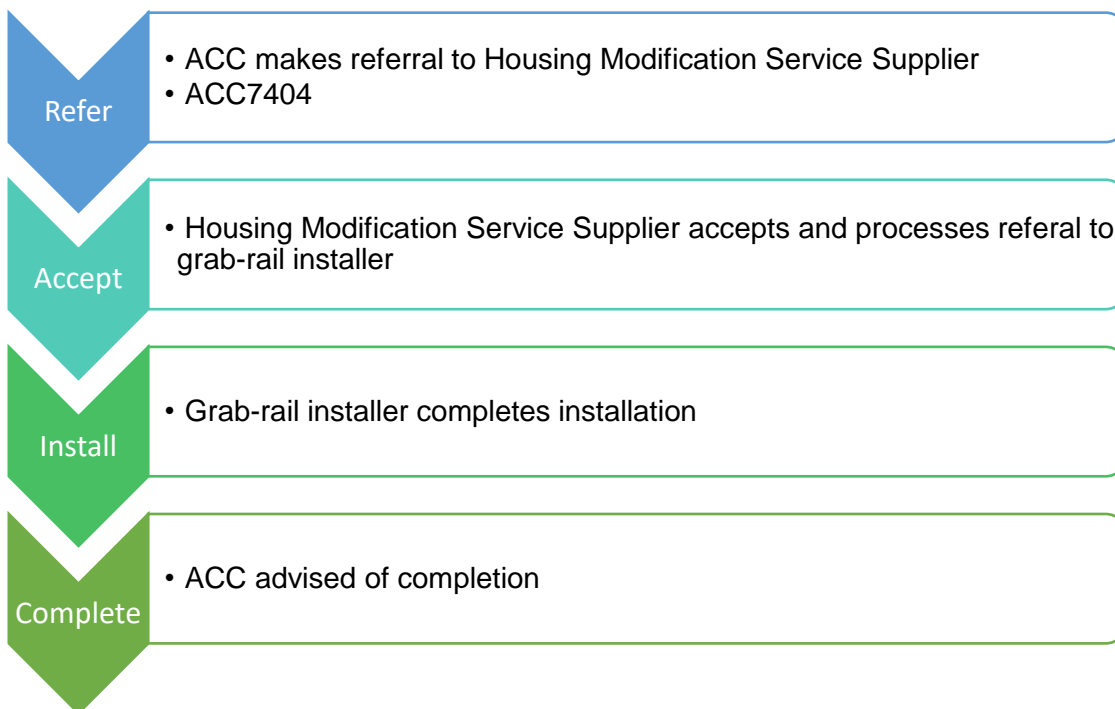 Refer
• ACC makes referral to Housing Modification Service Supplier
• ACC7404
Accept
• Housing Modification Service Supplier accepts and processes referal to
grab-rail installer
Install
• Grab-rail installer completes installation
Complete
• ACC advised of completion